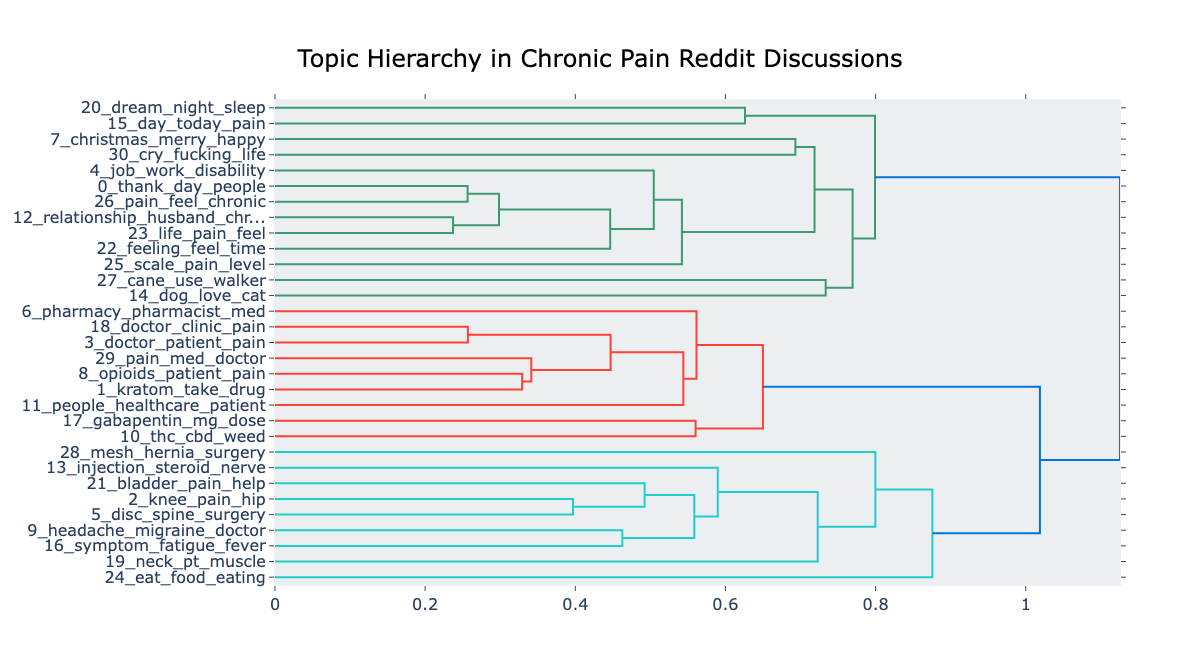 Topic Hierarchy in Chronic Pain Reddit Discussions
20_dream_night_sleep
15_day_today_pain
7_christmas_merry_happy
30_cry_fucking_life
4_job_work_disability
0_thank_day_people
26_pain_feel_chronic
12_relationship_husband_chr...
23_life_pain_feel
22_feeling_feel_time
25_scale_pain_level
27_cane_use_walker
14_dog_love_cat
6_pharmacy_pharmacist_med
18_doctor_clinic_pain
3_doctor_patient_pain
29_pain_med_doctor
8_opioids_patient_pain
1_kratom_take_drug
11_people_healthcare_patient
17_gabapentin_mg_dose
10_thc_cbd_weed
28_mesh_hernia_surgery
13_injection_steroid_nerve
21_bladder_pain_help
2_knee_pain_hip
5_disc_spine_surgery
9_headache_migraine_doctor
16_symptom_fatigue_fever
19_neck_pt_muscle
24_eat_food_eating
0 0.2 0.4 0.6 0.8 1